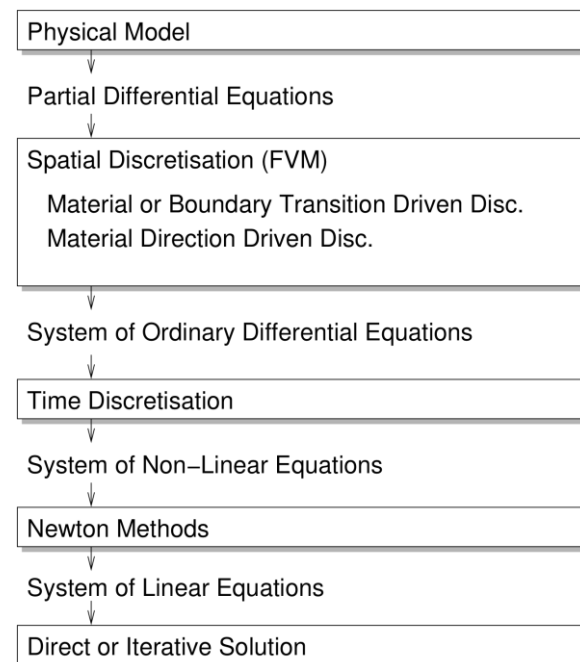 Physical Model
Partial Differential Equations
Spatial Discretisation (FVM)
Material or Boundary Transition Driven Disc.
Material Direction Driven Disc.
System of Ordinary Differential Equations
Time Discretisation
System of Non−Linear Equations
Newton Methods
System of Linear Equations
Direct or Iterative Solution